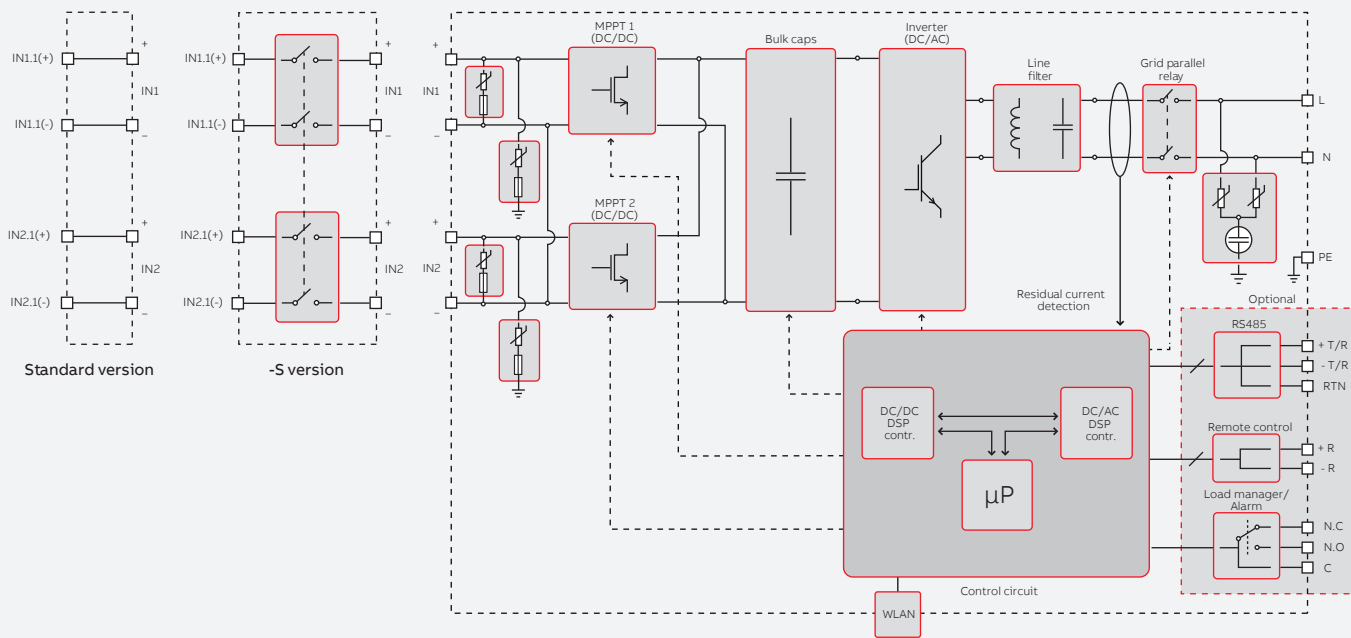 IN1.1(+)
+
IN1
IN1.1(-)
–
IN2.1(+)
+
IN2
IN2.1(-)
–
Standard version
IN1.1(+)
+
IN1
IN1.1(-)
–
IN2.1(+)
+
IN2
IN2.1(-)
–
-S version
+
IN1
–
+
IN2
–
MPPT 1
(DC/DC)
MPPT 2
(DC/DC)
Bulk caps
Inverter
(DC/AC)
Line
filter
Grid parallel
relay
L
N
PE
Residual current
detection
Optional
RS485
+ T/R
- T/R
RTN
Remote control
+ R
- R
Load manager/
Alarm
N.C
N.O
C
DC/DC
DSP
contr.
DC/AC
DSP
contr.
µP
Control circuit
WLAN